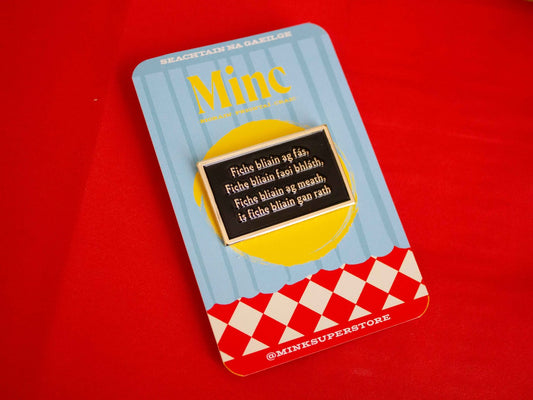 SEACHTAIN NA GAEILGE
Minc
Fiche bliain ag fás,
Fiche bliain faoi bhláth,
Fiche bliain ag meath,
is fiche bliain gan rath
@MINKSUPERSTORE